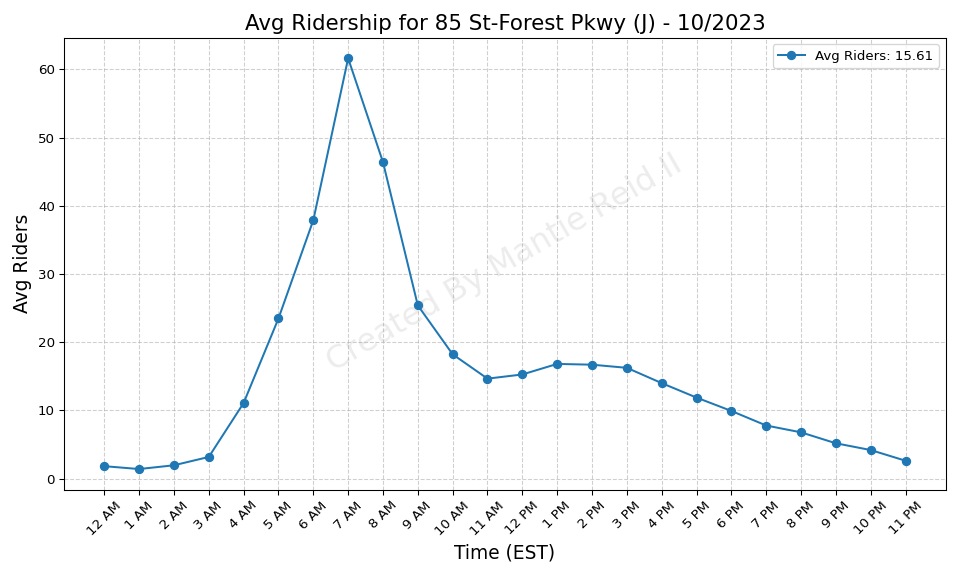 Avg Ridership for 85 St-Forest Pkwy (J) - 10/2023
Avg Riders: 15.61
60
50
40
30
20
10
0
Avg Riders
Created By Mantle Reid II
12 AM
1 AM
2 AM
3 AM
4 AM
5 AM
6 AM
7 AM
8 AM
9 AM
10 AM
11 AM
12 PM
1 PM
2 PM
3 PM
4 PM
5 PM
6 PM
7 PM
8 PM
9 PM
10 PM
11 PM
Time (EST)